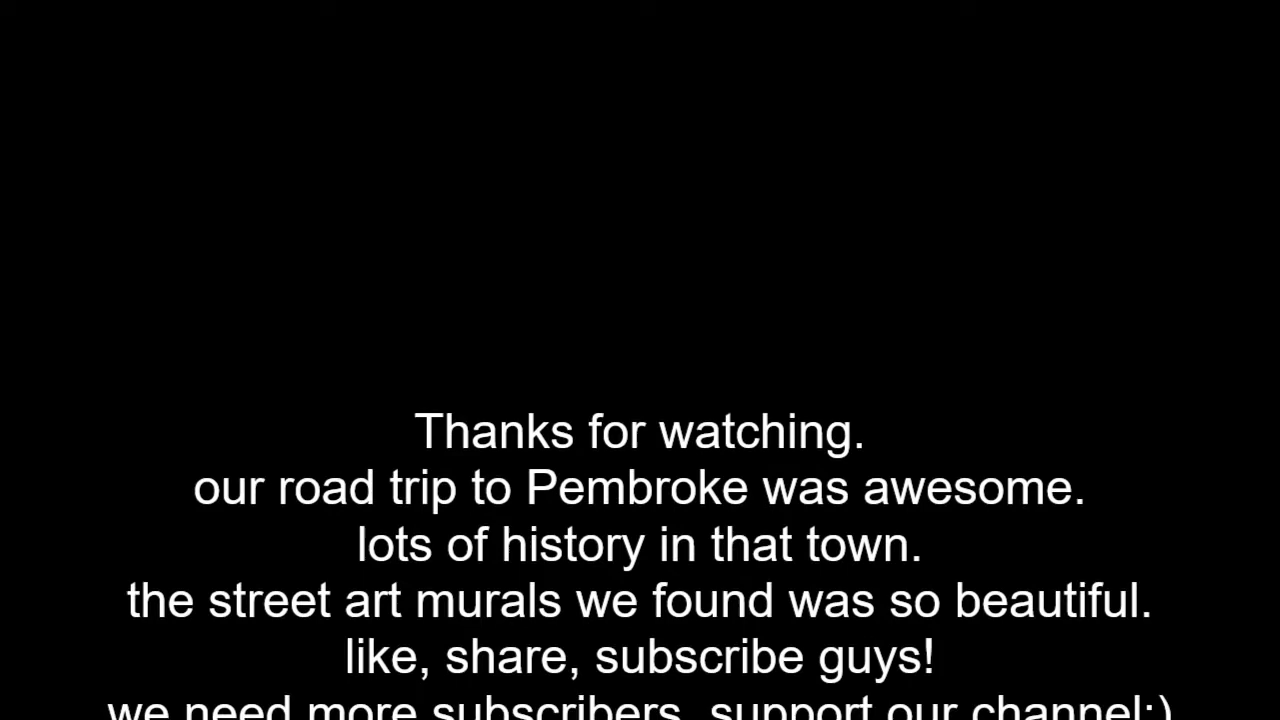 Thanks for watching.
our road trip to Pembroke was awesome.
lots of history in that town.
the street art murals we found was so beautiful.
like, share, subscribe guys!
we need more subscribers, support our channel:)